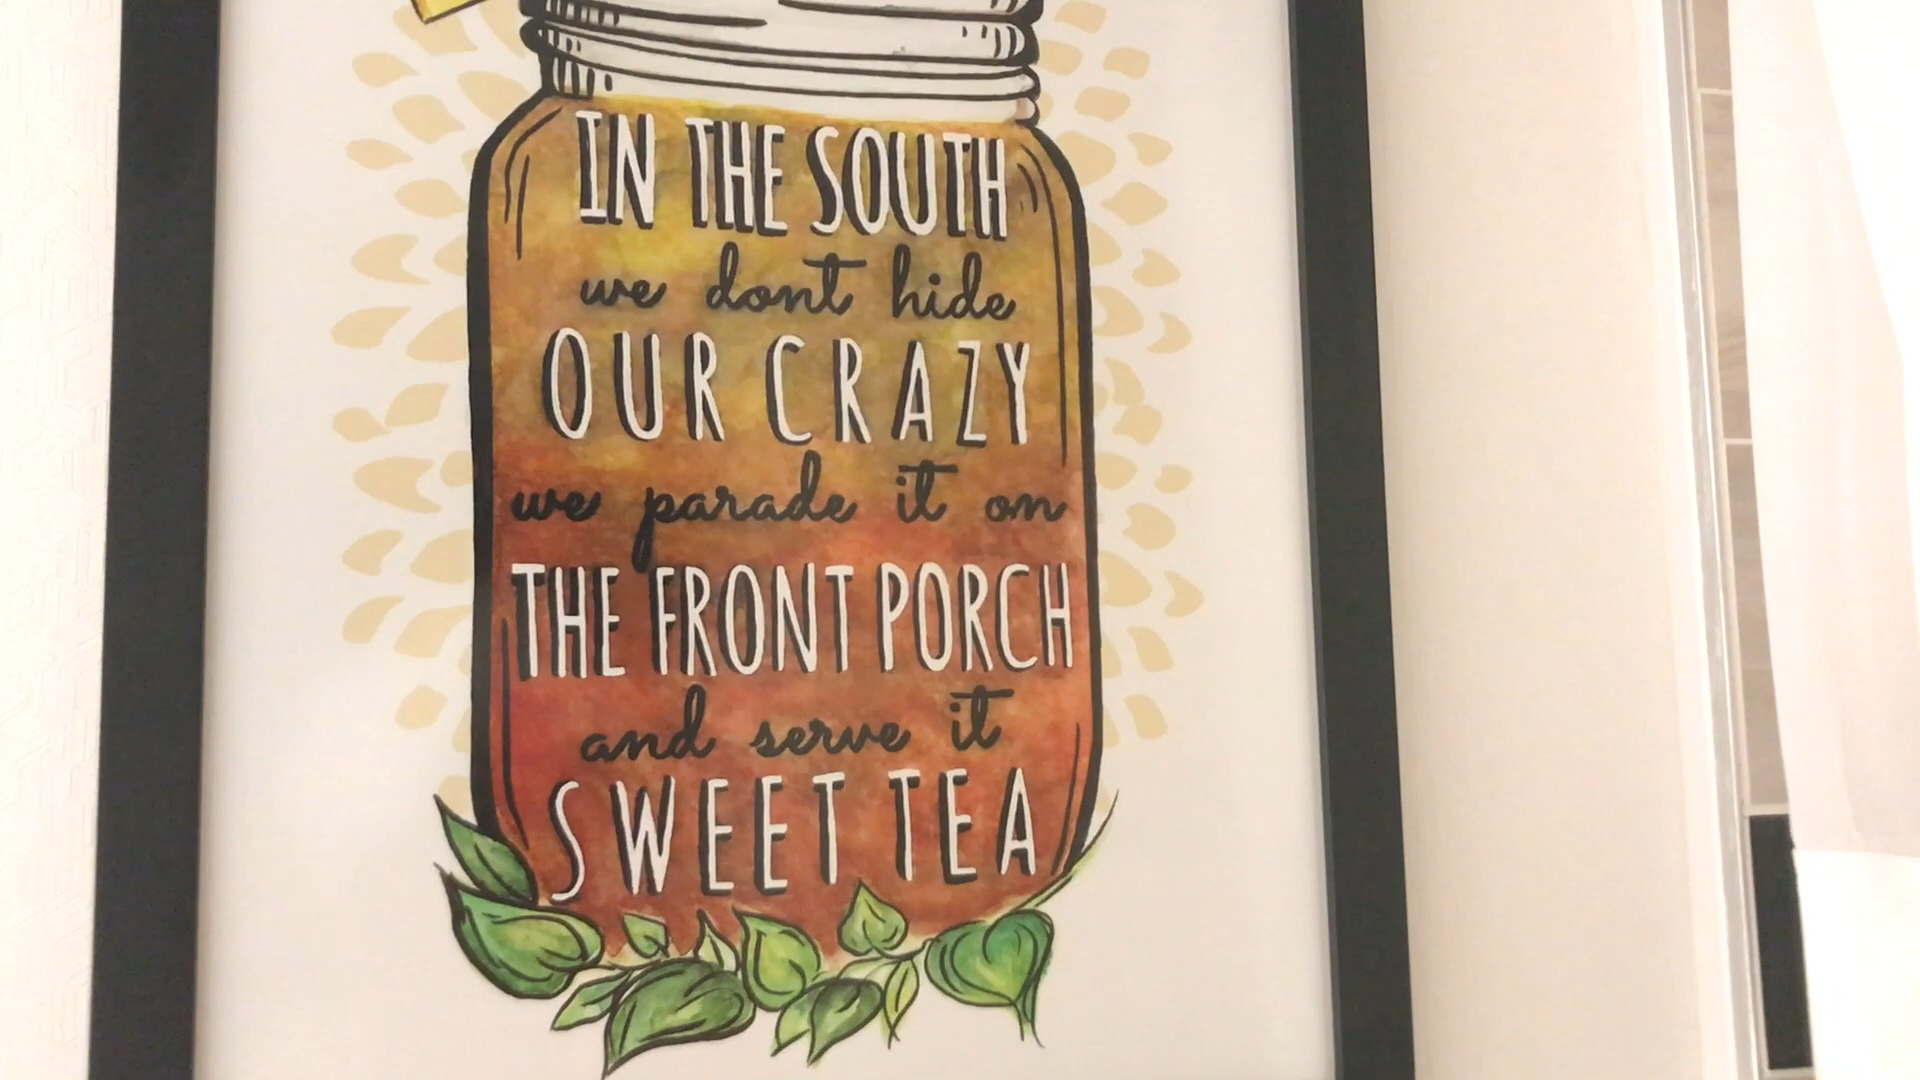 IN THE SOUTH
we dont hide
OUR CRAZY
we parade it on
THE FRONT PORCH
and serve it
SWEET TEA